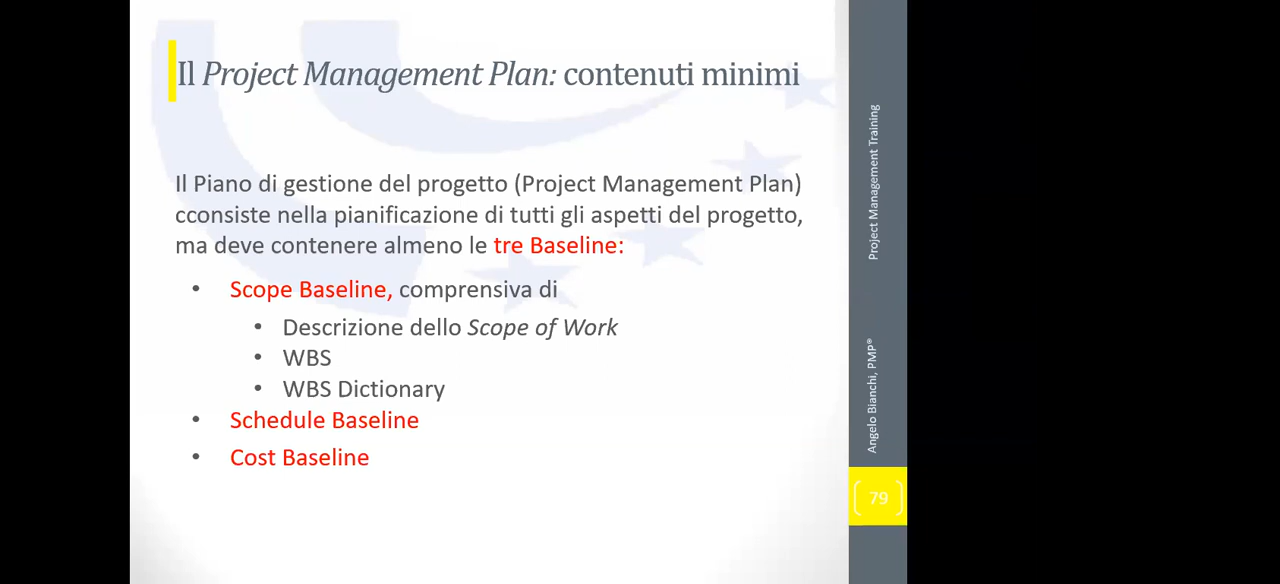 Il Project Management Plan: contenuti minimi
Il Piano di gestione del progetto (Project Management Plan)
cconsiste nella pianificazione di tutti gli aspetti del progetto,
ma deve contenere almeno le tre Baseline:
• Scope Baseline, comprensiva di
• Descrizione dello Scope of Work
• WBS
• WBS Dictionary
• Schedule Baseline
• Cost Baseline
Project Management Training
Angelo Bianchi, PMP®
79